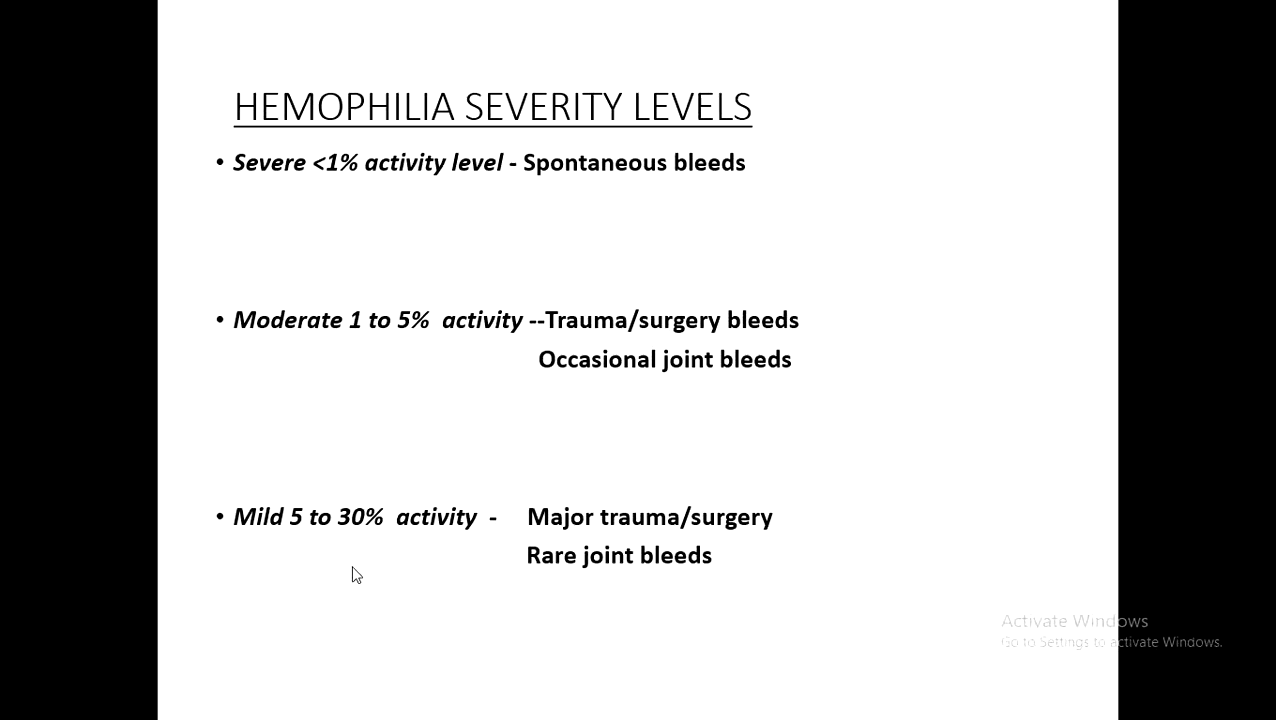 HEMOPHILIA SEVERITY LEVELS
• Severe <1% activity level - Spontaneous bleeds
• Moderate 1 to 5%  activity --Trauma/surgery bleeds
Occasional joint bleeds
• Mild 5 to 30%  activity  -    Major trauma/surgery
Rare joint bleeds
Activate Windows
Go to Settings to activate Windows.